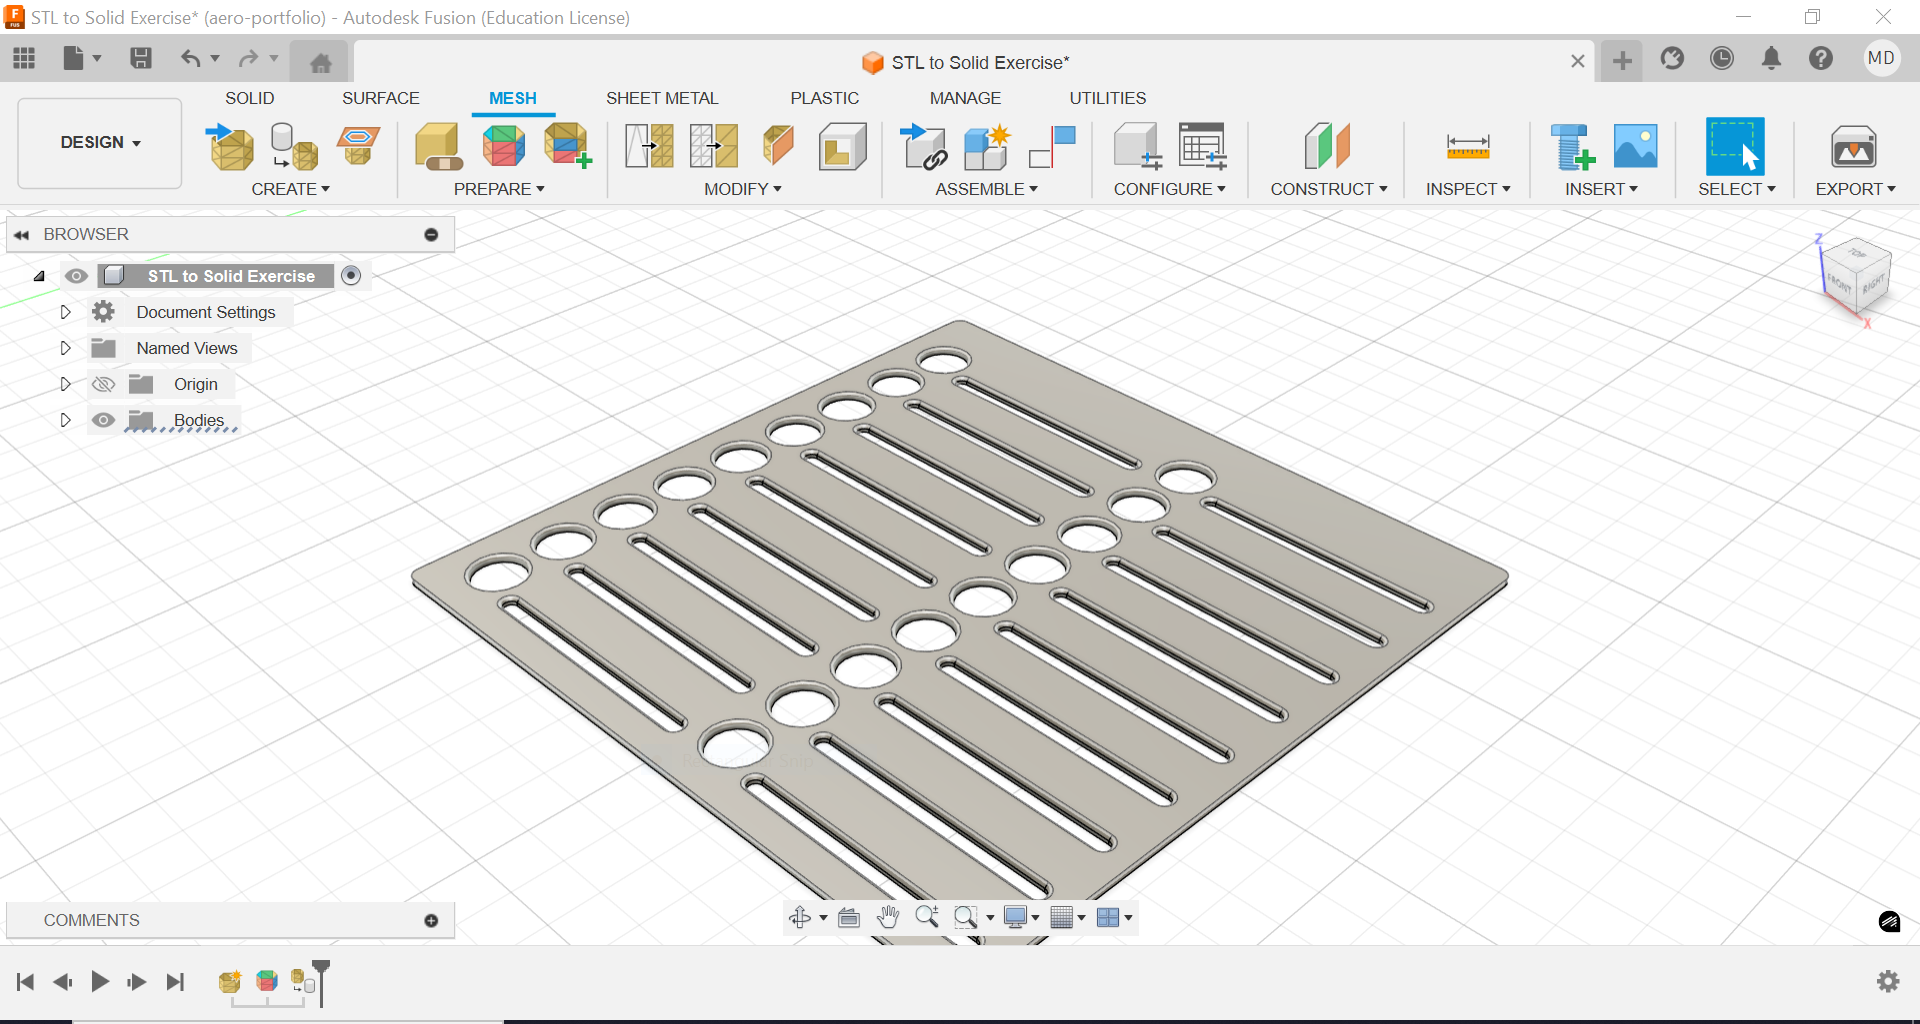 STL to Solid Exercise* (aero-portfolio) - Autodesk Fusion (Education License)
STL to Solid Exercise*
MD
DESIGN
SOLID SURFACE MESH SHEET METAL PLASTIC MANAGE UTILITIES
CREATE PREPARE MODIFY ASSEMBLE CONFIGURE CONSTRUCT INSPECT INSERT SELECT EXPORT
BROWSER
STL to Solid Exercise
Document Settings
Named Views
Origin
Bodies
Z
TOP
FRONT RIGHT
X
COMMENTS